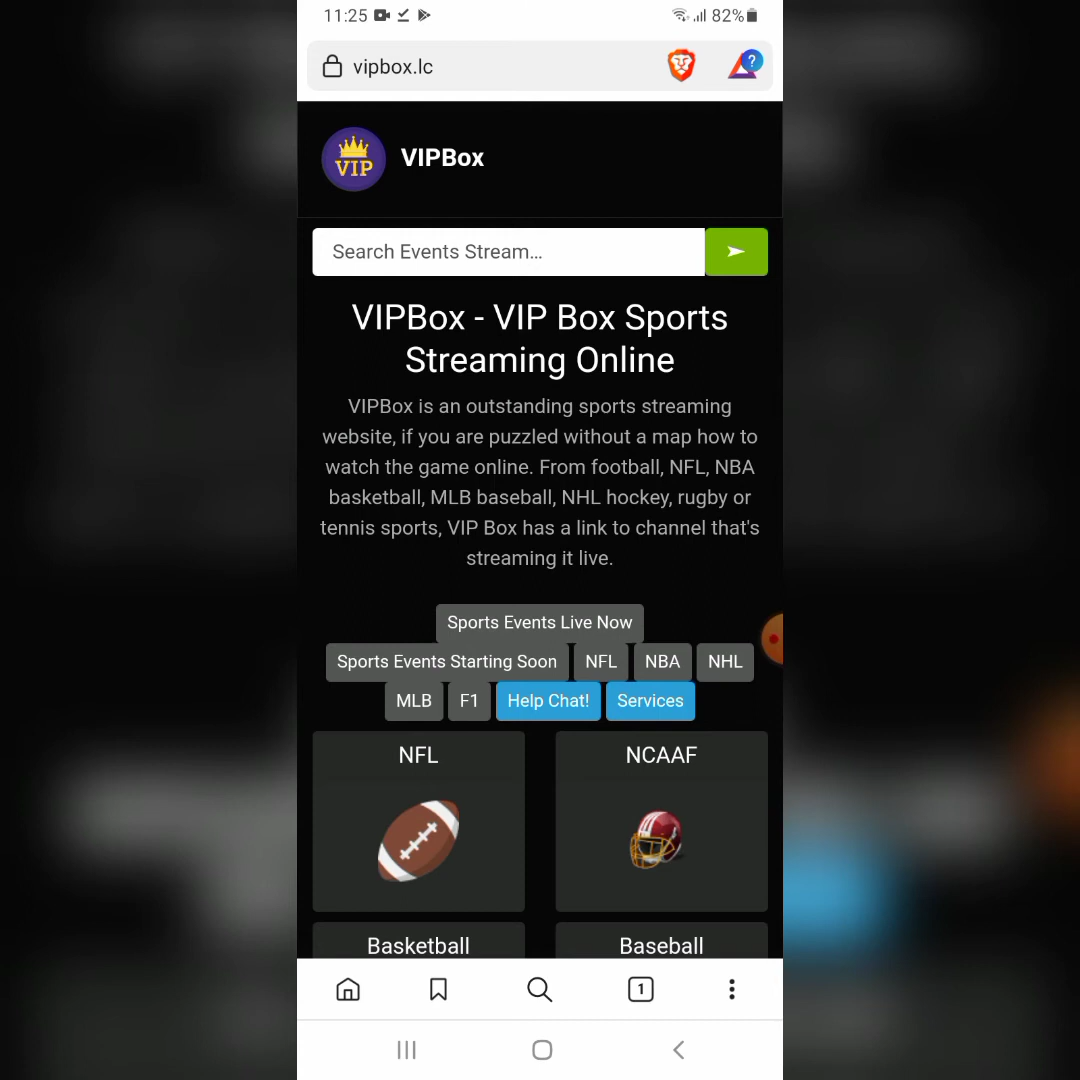 11:25 82%
vipbox.lc
?
VIP
VIPBox
Search Events Stream...
VIPBox - VIP Box Sports
Streaming Online
VIPBox is an outstanding sports streaming
website, if you are puzzled without a map how to
watch the game online. From football, NFL, NBA
basketball, MLB baseball, NHL hockey, rugby or
tennis sports, VIP Box has a link to channel that's
streaming it live.
Sports Events Live Now
Sports Events Starting Soon NFL NBA NHL
MLB F1 Help Chat! Services
NFL NCAAF
Basketball Baseball
1